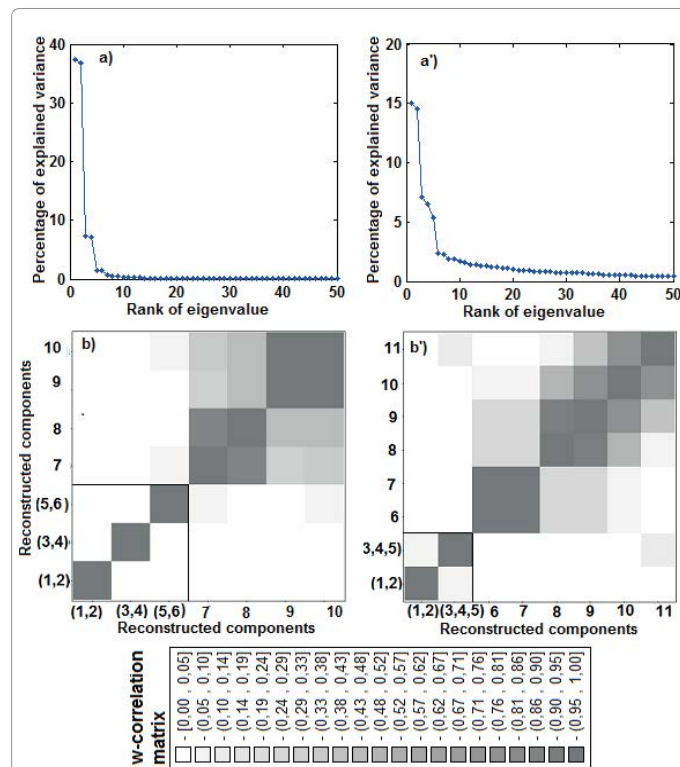 a)
Percentage of explained variance
40
30
20
10
0
0 10 20 30 40 50
Rank of eigenvalue
a')
Percentage of explained variance
20
15
10
5
0
0 10 20 30 40 50
Rank of eigenvalue
b)
Reconstructed components
10
9
8
7
(5,6)
(3,4)
(1,2)
(1,2) (3,4) (5,6) 7 8 9 10
Reconstructed components
b')
11
10
9
8
7
6
3,4,5)
(1,2)
(1,2) (3,4,5) 6 7 8 9 10 11
Reconstructed components
w-correlation
matrix
- [0,00 , 0,05]
- (0,05 , 0,10]
- (0,10 , 0,14]
- (0,14 , 0,19]
- (0,19 , 0,24]
- (0,24 , 0,29]
- (0,29 , 0,33]
- (0,33 , 0,38]
- (0,38 , 0,43]
- (0,43 , 0,48]
- (0,48 , 0,52]
- (0,52 , 0,57]
- (0,57 , 0,62]
- (0,62 , 0,67]
- (0,67 , 0,71]
- (0,71 , 0,76]
- (0,76 , 0,81]
- (0,81 , 0,86]
- (0,86 , 0,90]
- (0,90 , 0,95]
- (0,95 , 1,00]